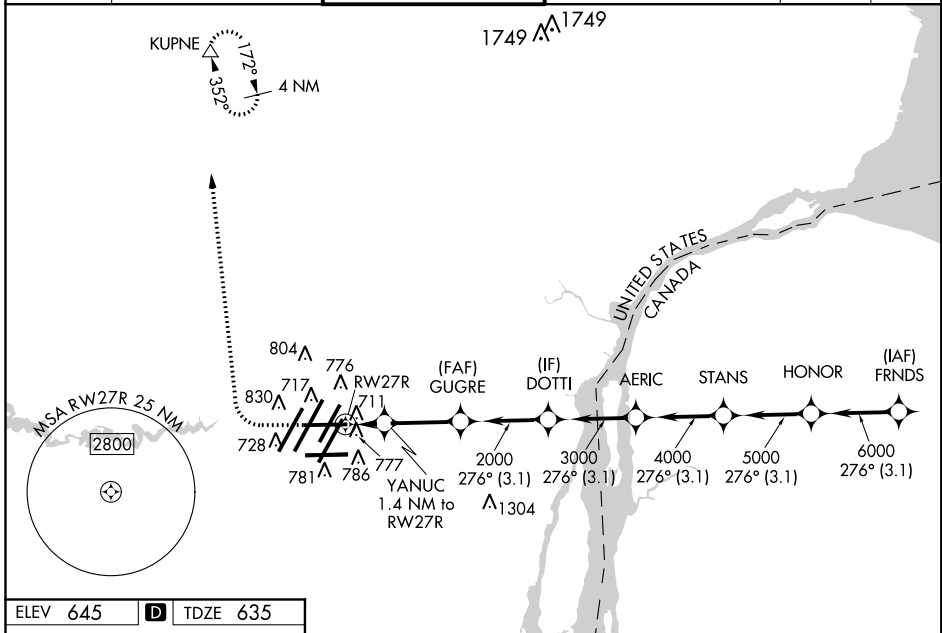 1749
1749
KUPNE
172°
352°
4 NM
UNITED STATES
CANADA
804
776
RW27R
(FAF)
GUGRE
(IF)
DOTTI
AERIC
STANS
HONOR
(IAF)
FRNDS
830
717
711
728
781
786
777
YANUC
1.4 NM to
RW27R
2000
276° (3.1)
3000
276° (3.1)
4000
276° (3.1)
5000
276° (3.1)
6000
276° (3.1)
1304
MSA RW27R 25 NM
2800
ELEV 645 D TDZE 635